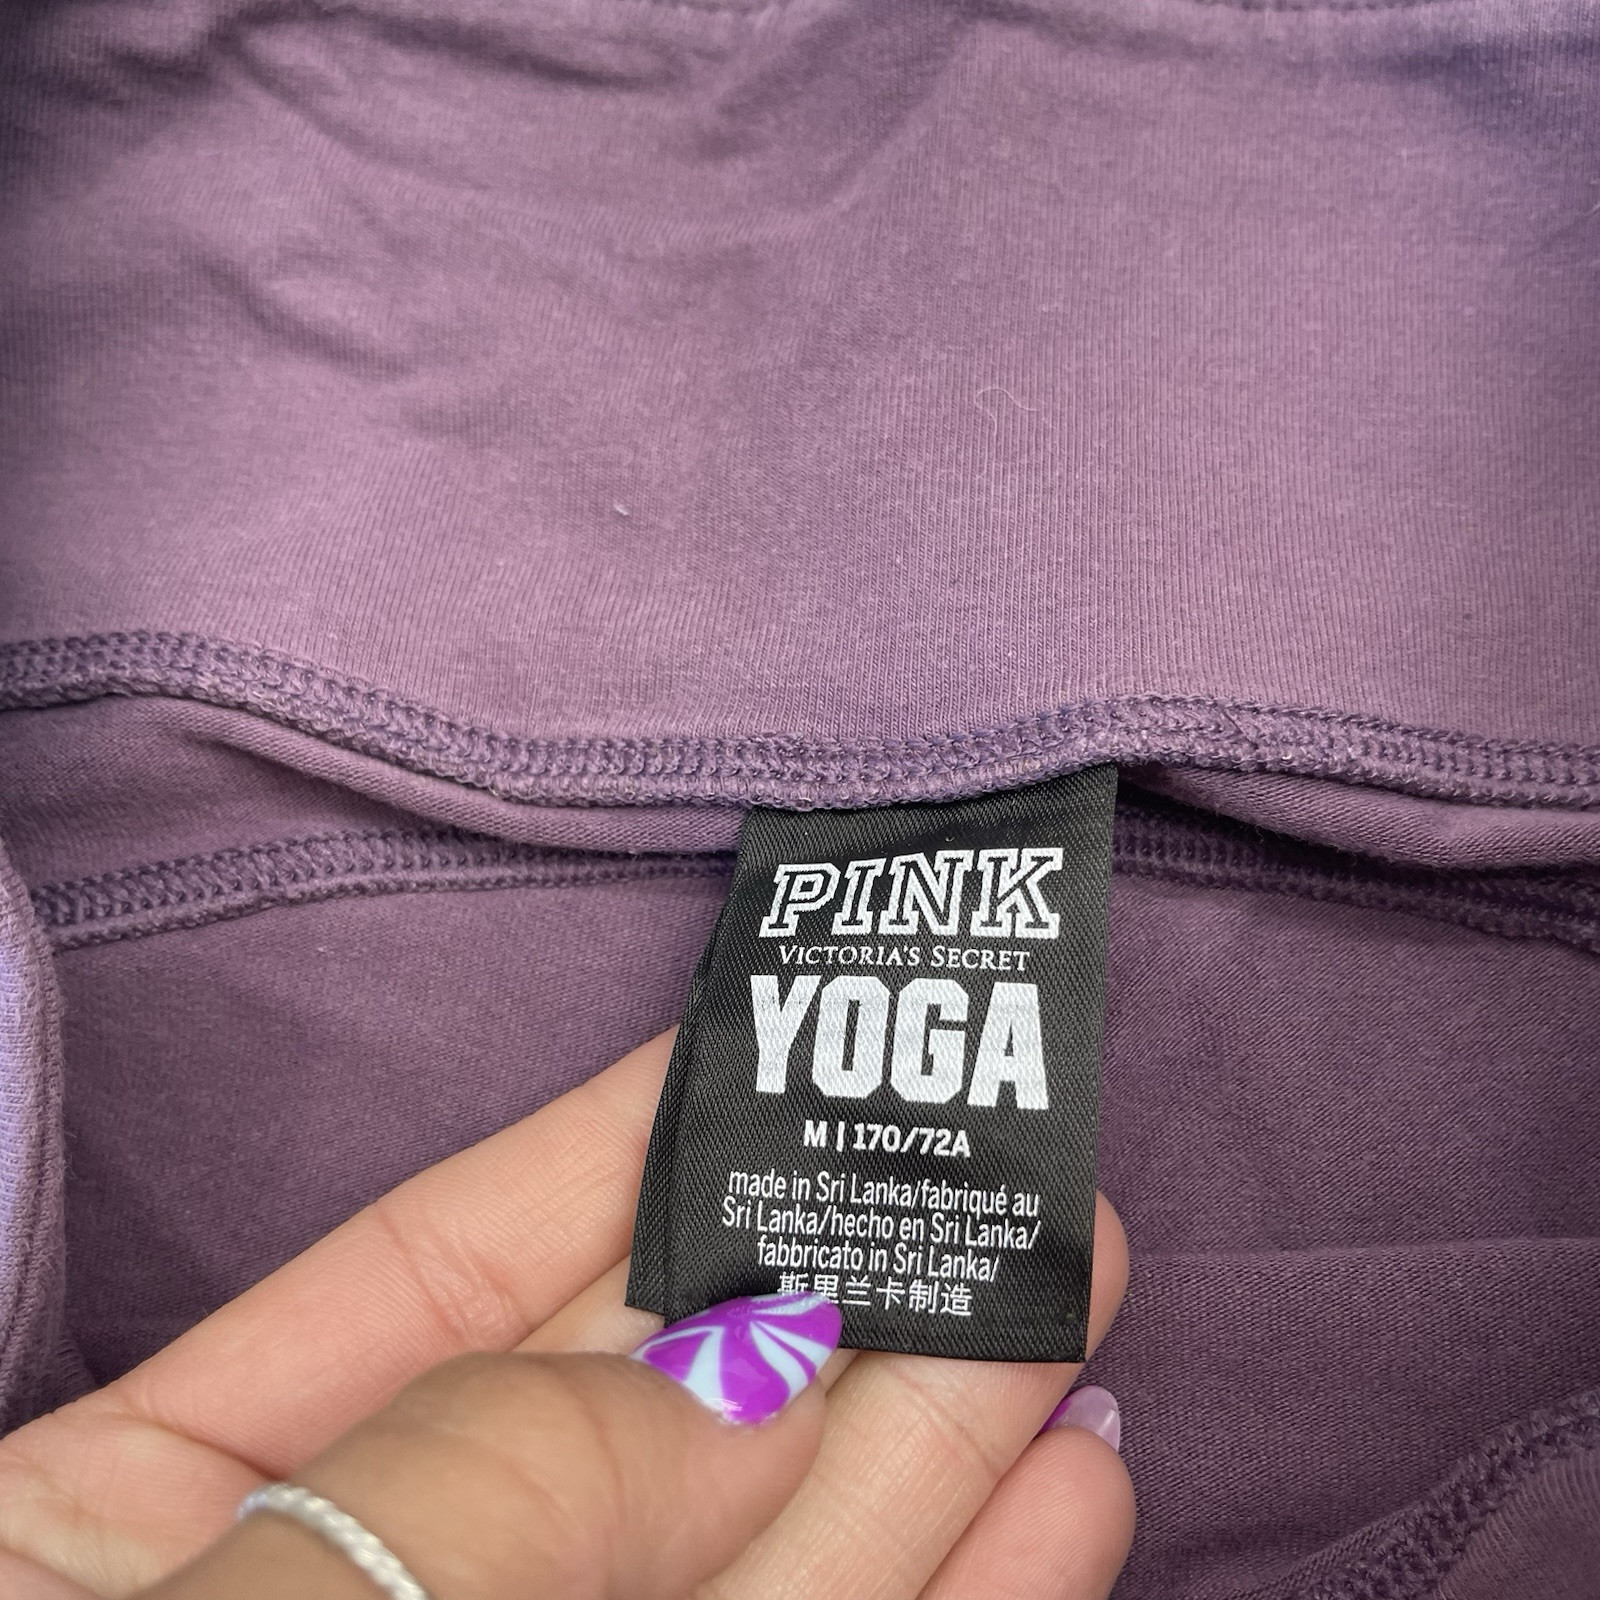 PINK
VICTORIA'S SECRET
YOGA
M | 170/72A
made in Sri Lanka/fabriqué au
Sri Lanka/hecho en Sri Lanka/
fabbricato in Sri Lanka/
斯里兰卡制造